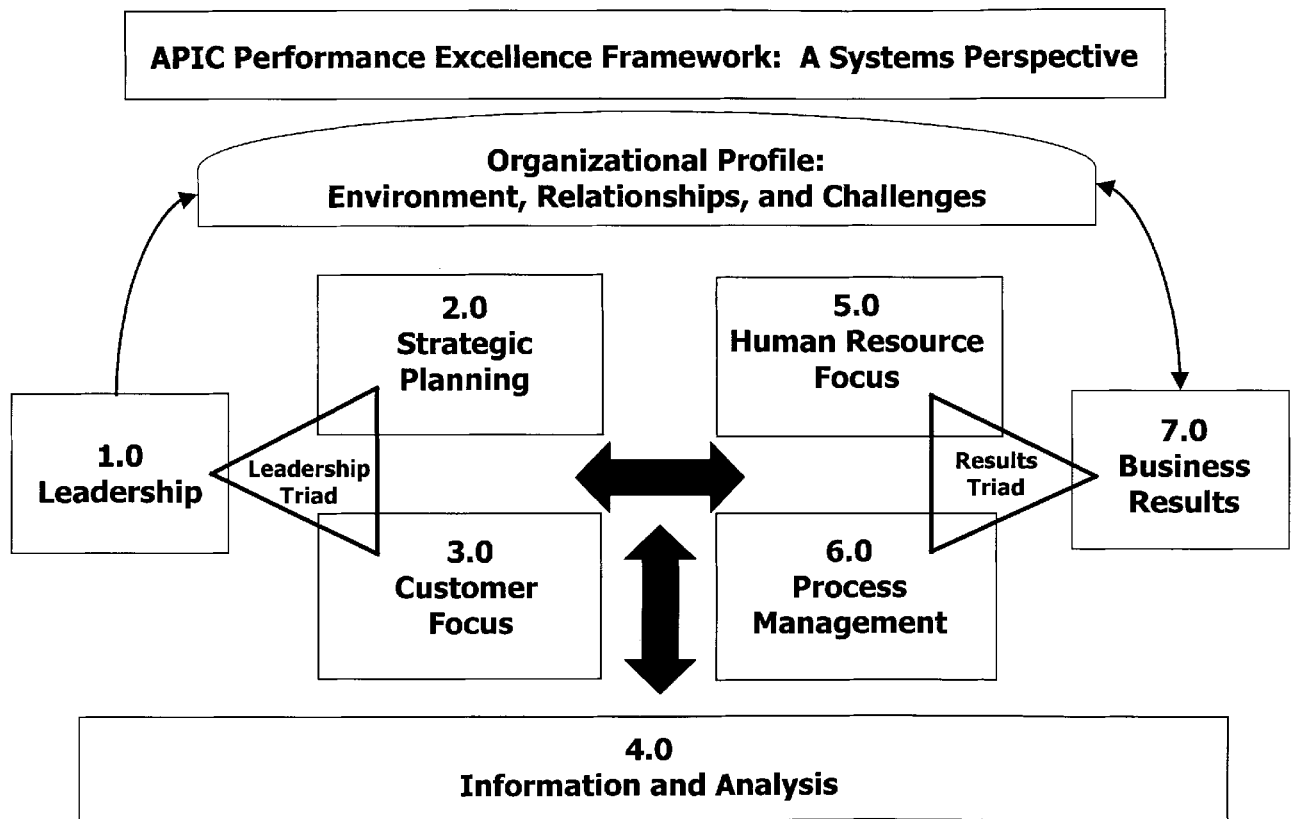 APIC Performance Excellence Framework: A Systems Perspective
Organizational Profile:
Environment, Relationships, and Challenges
2.0
Strategic
Planning
5.0
Human Resource
Focus
1.0
Leadership
Leadership
Triad
Results
Triad
7.0
Business
Results
3.0
Customer
Focus
6.0
Process
Management
4.0
Information and Analysis